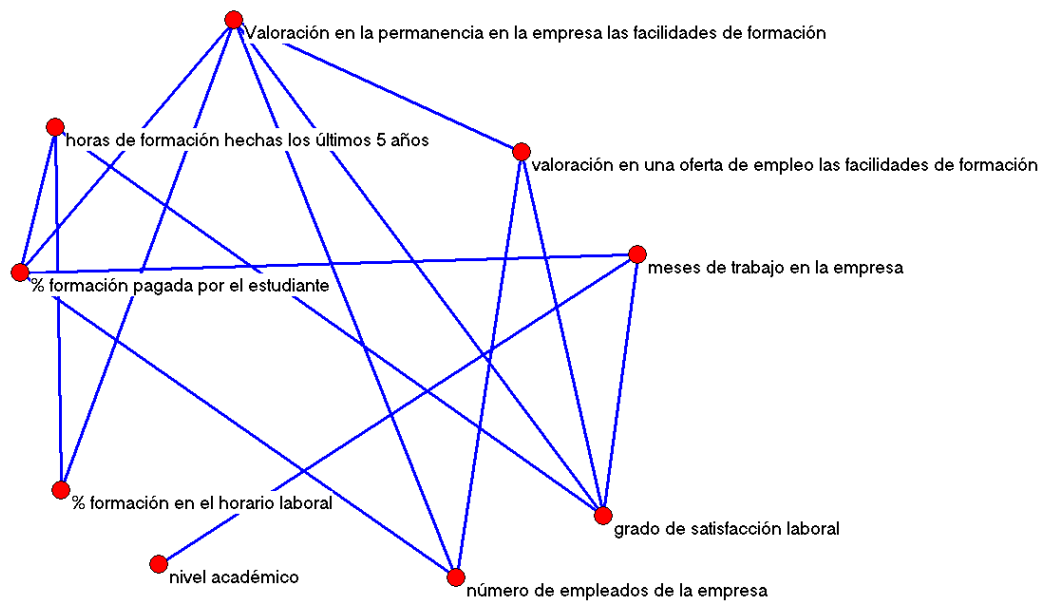 Valoración en la permanencia en la empresa las facilidades de formación
horas de formación hechas los últimos 5 años
valoración en una oferta de empleo las facilidades de formación
meses de trabajo en la empresa
% formación pagada por el estudiante
% formación en el horario laboral
grado de satisfacción laboral
nivel académico
número de empleados de la empresa